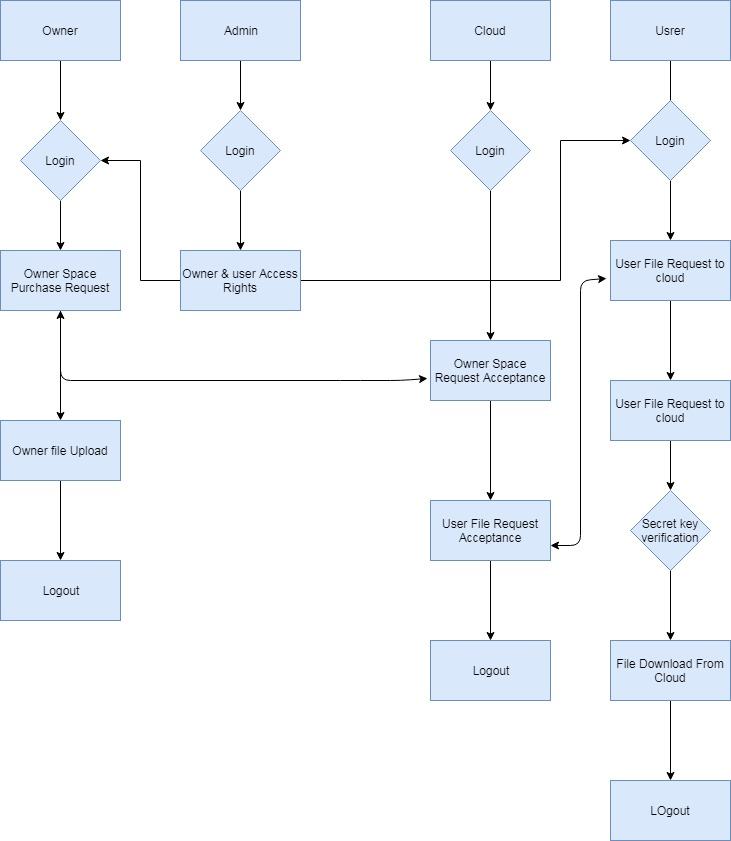 Owner
Admin
Cloud
Usrer
Login
Login
Login
Login
Owner Space
Purchase Request
Owner & user Access
Rights
User File Request to
cloud
Owner Space
Request Acceptance
User File Request to
cloud
Owner file Upload
User File Request
Acceptance
Secret key
verification
Logout
Logout
File Download From
Cloud
LOgout